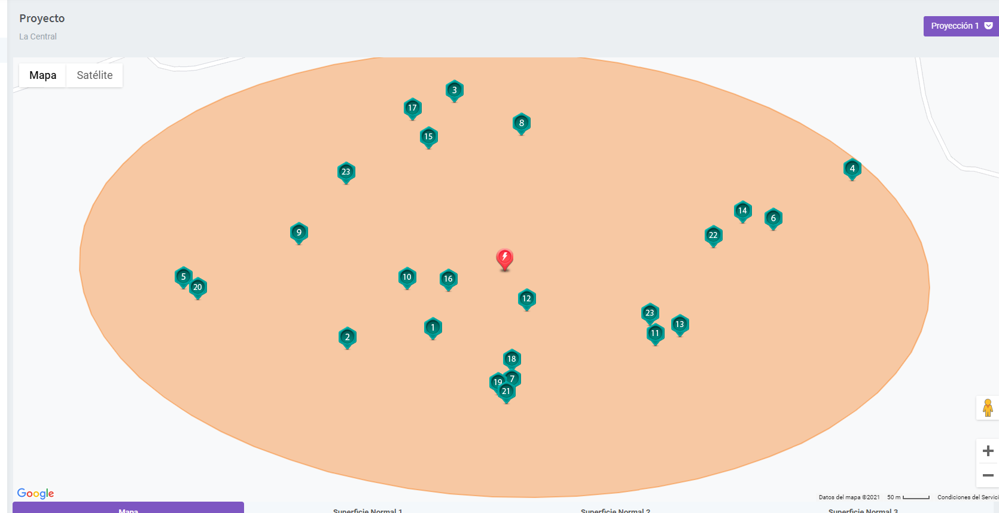 Proyecto
La Central
Proyección 1
Mapa
Satélite
3
17
8
15
23
4
14
6
9
22
5
10
16
20
12
23
13
11
1
2
18
7
19
21
Google
Datos del mapa ©2021
50 m
Condiciones del Servici
Mapa
Superficie Normal 1
Superficie Normal 2
Superficie Normal 3